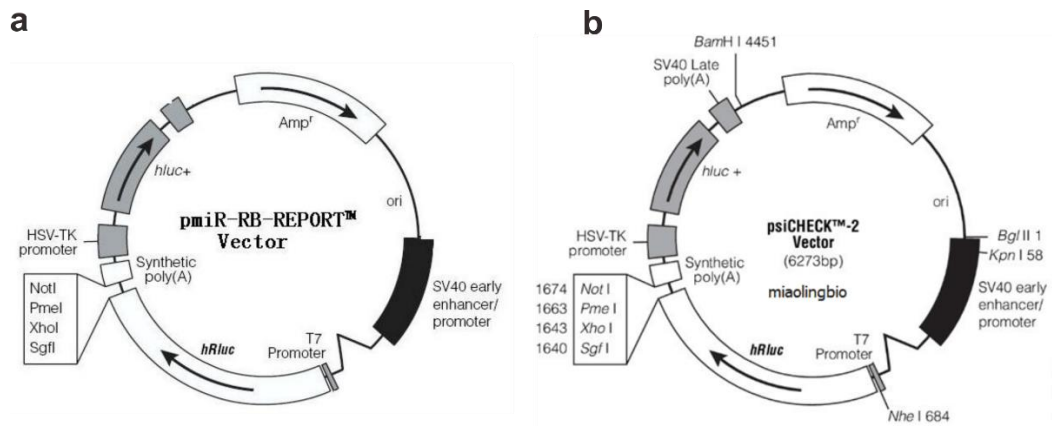 a
Amp^r
hluc+
ori
pmiR-RB-REPORT™
Vector
HSV-TK
promoter
Synthetic
poly(A)
NotI
PmeI
XhoI
SgfI
SV40 early
enhancer/
promoter
T7
Promoter
hRluc
b
BamH I 4451
SV40 Late
poly(A)
Amp^r
hluc +
ori
psiCHECK™-2
Vector
(6273bp)
miaolingbio
Bgl II 1
Kpn I 58
HSV-TK
promoter
Synthetic
poly(A)
1674 Not I
1663 Pme I
1643 Xho I
1640 Sgf I
SV40 early
enhancer/
promoter
T7
Promoter
hRluc
Nhe I 684